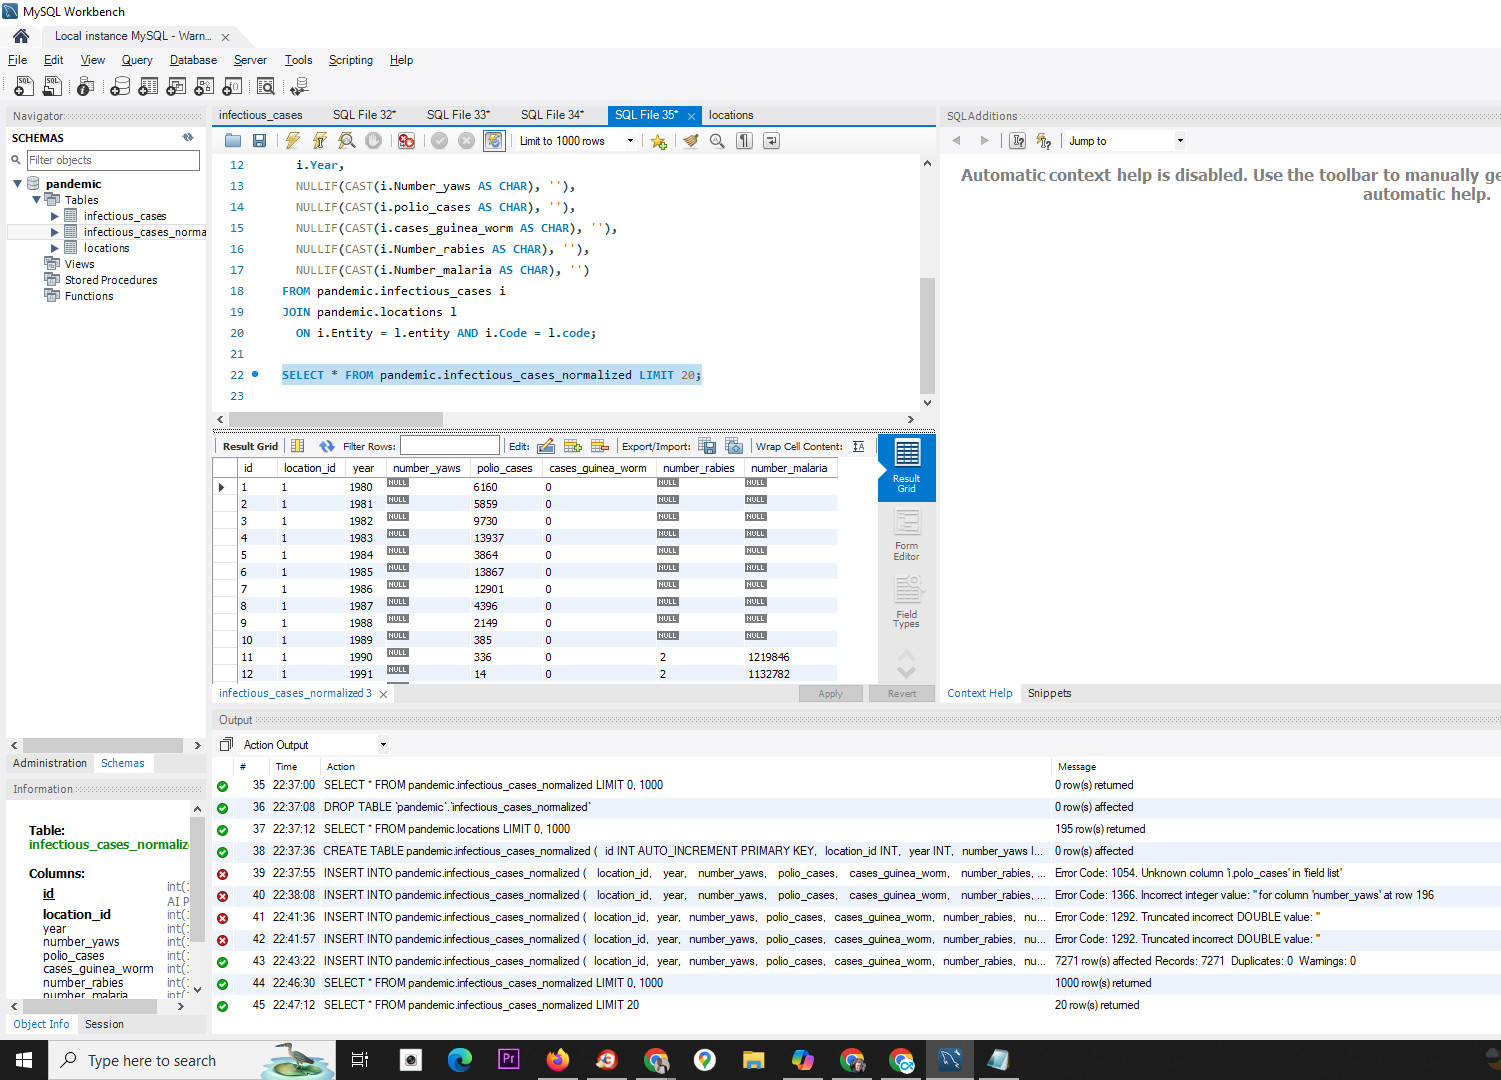 MySQL Workbench
Local instance MySQL - Warn...
File Edit View Query Database Server Tools Scripting Help
Navigator
SCHEMAS
Filter objects
pandemic
Tables
infectious_cases
infectious_cases_norma
locations
Views
Stored Procedures
Functions
Administration Schemas
Information
Table:
infectious_cases_normaliz
Columns:
id int(
AI P
location_id int(
year int(
number_yaws int(
polio_cases int(
cases_guinea_worm int(
number_rabies int(
number_malaria int(
Object Info Session
infectious_cases SQL File 32* SQL File 33* SQL File 34* SQL File 35* locations
Limit to 1000 rows
12 i.Year,
13 NULLIF(CAST(i.Number_yaws AS CHAR), ''),
14 NULLIF(CAST(i.polio_cases AS CHAR), ''),
15 NULLIF(CAST(i.cases_guinea_worm AS CHAR), ''),
16 NULLIF(CAST(i.Number_rabies AS CHAR), ''),
17 NULLIF(CAST(i.Number_malaria AS CHAR), '')
18 FROM pandemic.infectious_cases i
19 JOIN pandemic.locations l
20 ON i.Entity = l.entity AND i.Code = l.code;
21
22 SELECT * FROM pandemic.infectious_cases_normalized LIMIT 20;
23
Result Grid Filter Rows: Edit: Export/Import: Wrap Cell Content:
id location_id year number_yaws polio_cases cases_guinea_worm number_rabies number_malaria
1 1 1980 NULL 6160 0 NULL NULL
2 1 1981 NULL 5859 0 NULL NULL
3 1 1982 NULL 9730 0 NULL NULL
4 1 1983 NULL 13937 0 NULL NULL
5 1 1984 NULL 3864 0 NULL NULL
6 1 1985 NULL 13867 0 NULL NULL
7 1 1986 NULL 12901 0 NULL NULL
8 1 1987 NULL 4396 0 NULL NULL
9 1 1988 NULL 2149 0 NULL NULL
10 1 1989 NULL 385 0 NULL NULL
11 1 1990 NULL 336 0 2 1219846
12 1 1991 NULL 14 0 2 1132782
Result
Grid
Form
Editor
Field
Types
infectious_cases_normalized 3 Apply Revert
SQLAdditions
Jump to
Automatic context help is disabled. Use the toolbar to manually ge
automatic help.
Context Help Snippets
Output
Action Output
# Time Action Message
35 22:37:00 SELECT * FROM pandemic.infectious_cases_normalized LIMIT 0, 1000 0 row(s) returned
36 22:37:08 DROP TABLE `pandemic`.`infectious_cases_normalized` 0 row(s) affected
37 22:37:12 SELECT * FROM pandemic.locations LIMIT 0, 1000 195 row(s) returned
38 22:37:36 CREATE TABLE pandemic.infectious_cases_normalized ( id INT AUTO_INCREMENT PRIMARY KEY, location_id INT, year INT, number_yaws I... 0 row(s) affected
39 22:37:55 INSERT INTO pandemic.infectious_cases_normalized ( location_id, year, number_yaws, polio_cases, cases_guinea_worm, number_rabies, ... Error Code: 1054. Unknown column 'i.polo_cases' in 'field list'
40 22:38:08 INSERT INTO pandemic.infectious_cases_normalized ( location_id, year, number_yaws, polio_cases, cases_guinea_worm, number_rabies, ... Error Code: 1366. Incorrect integer value: '' for column 'number_yaws' at row 196
41 22:41:36 INSERT INTO pandemic.infectious_cases_normalized ( location_id, year, number_yaws, polio_cases, cases_guinea_worm, number_rabies, nu... Error Code: 1292. Truncated incorrect DOUBLE value: ''
42 22:41:57 INSERT INTO pandemic.infectious_cases_normalized ( location_id, year, number_yaws, polio_cases, cases_guinea_worm, number_rabies, nu... Error Code: 1292. Truncated incorrect DOUBLE value: ''
43 22:43:22 INSERT INTO pandemic.infectious_cases_normalized ( location_id, year, number_yaws, polio_cases, cases_guinea_worm, number_rabies, nu... 7271 row(s) affected Records: 7271 Duplicates: 0 Warnings: 0
44 22:46:30 SELECT * FROM pandemic.infectious_cases_normalized LIMIT 0, 1000 1000 row(s) returned
45 22:47:12 SELECT * FROM pandemic.infectious_cases_normalized LIMIT 20 20 row(s) returned
Type here to search
Pr